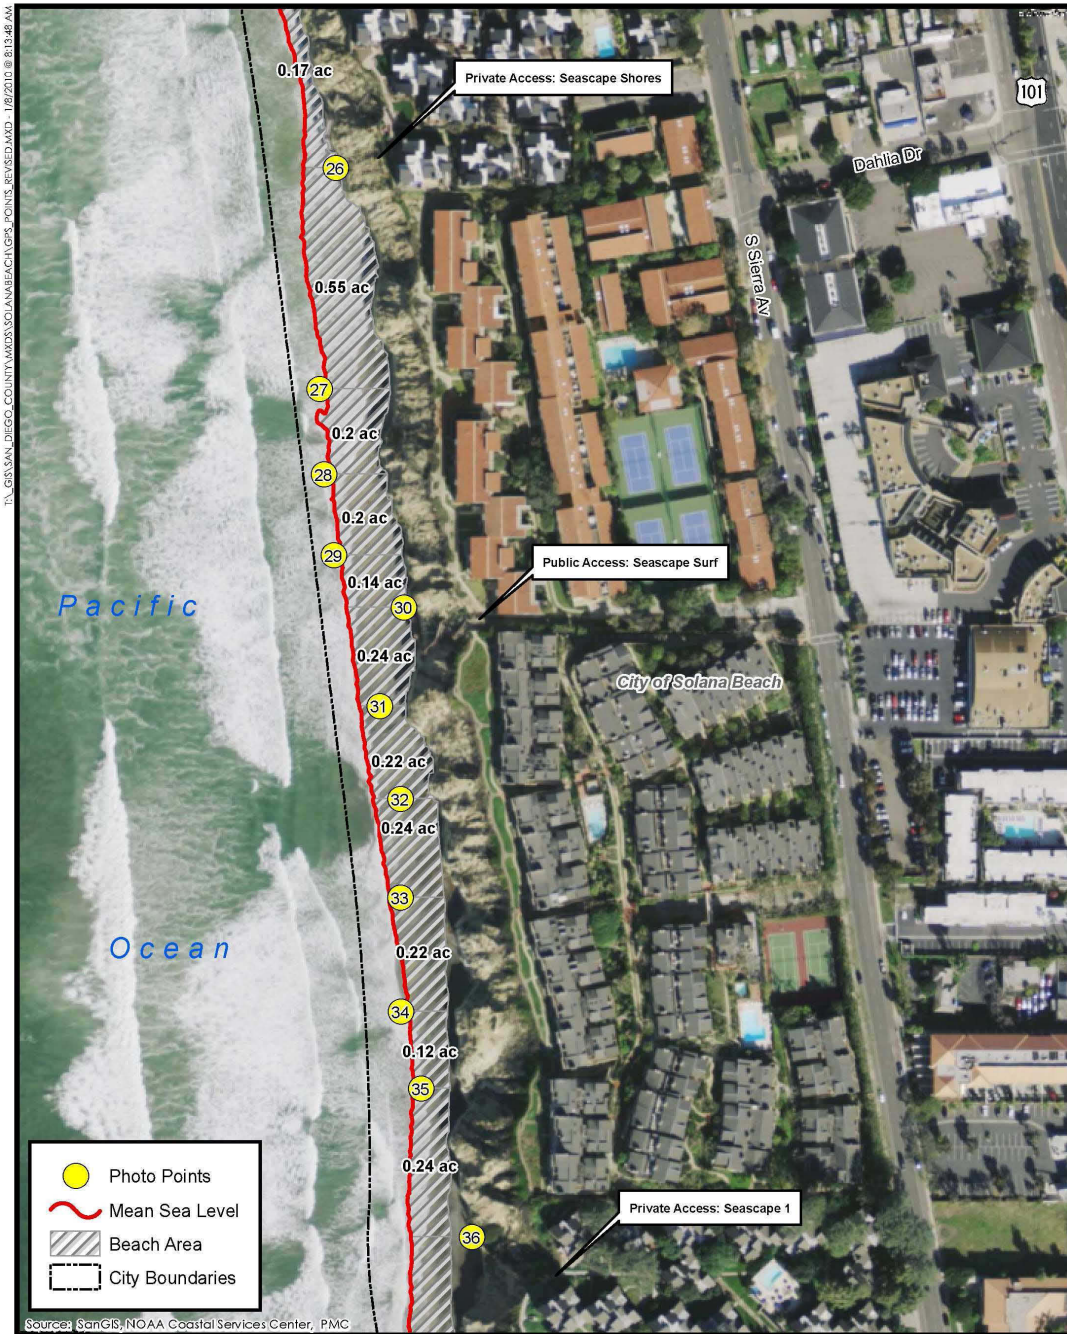 T:\_GIS\SAN_DIEGO_COUNTY\MXDS\SOLANABEACH\GPS_POINTS_REVISED.MXD - 1/8/2010 @ 8:13:48 AM
0.17 ac
Private Access: Seascape Shores
101
Dahlia Dr
26
S Sierra Av
0.55 ac
27
0.2 ac
28
0.2 ac
29
Public Access: Seascape Surf
0.14 ac
Pacific
30
0.24 ac
City of Solana Beach
31
0.22 ac
32
0.24 ac
33
Ocean
0.22 ac
34
0.12 ac
35
0.24 ac
Photo Points
Mean Sea Level
Beach Area
City Boundaries
Private Access: Seascape 1
36
Source: SanGIS, NOAA Coastal Services Center, PMC